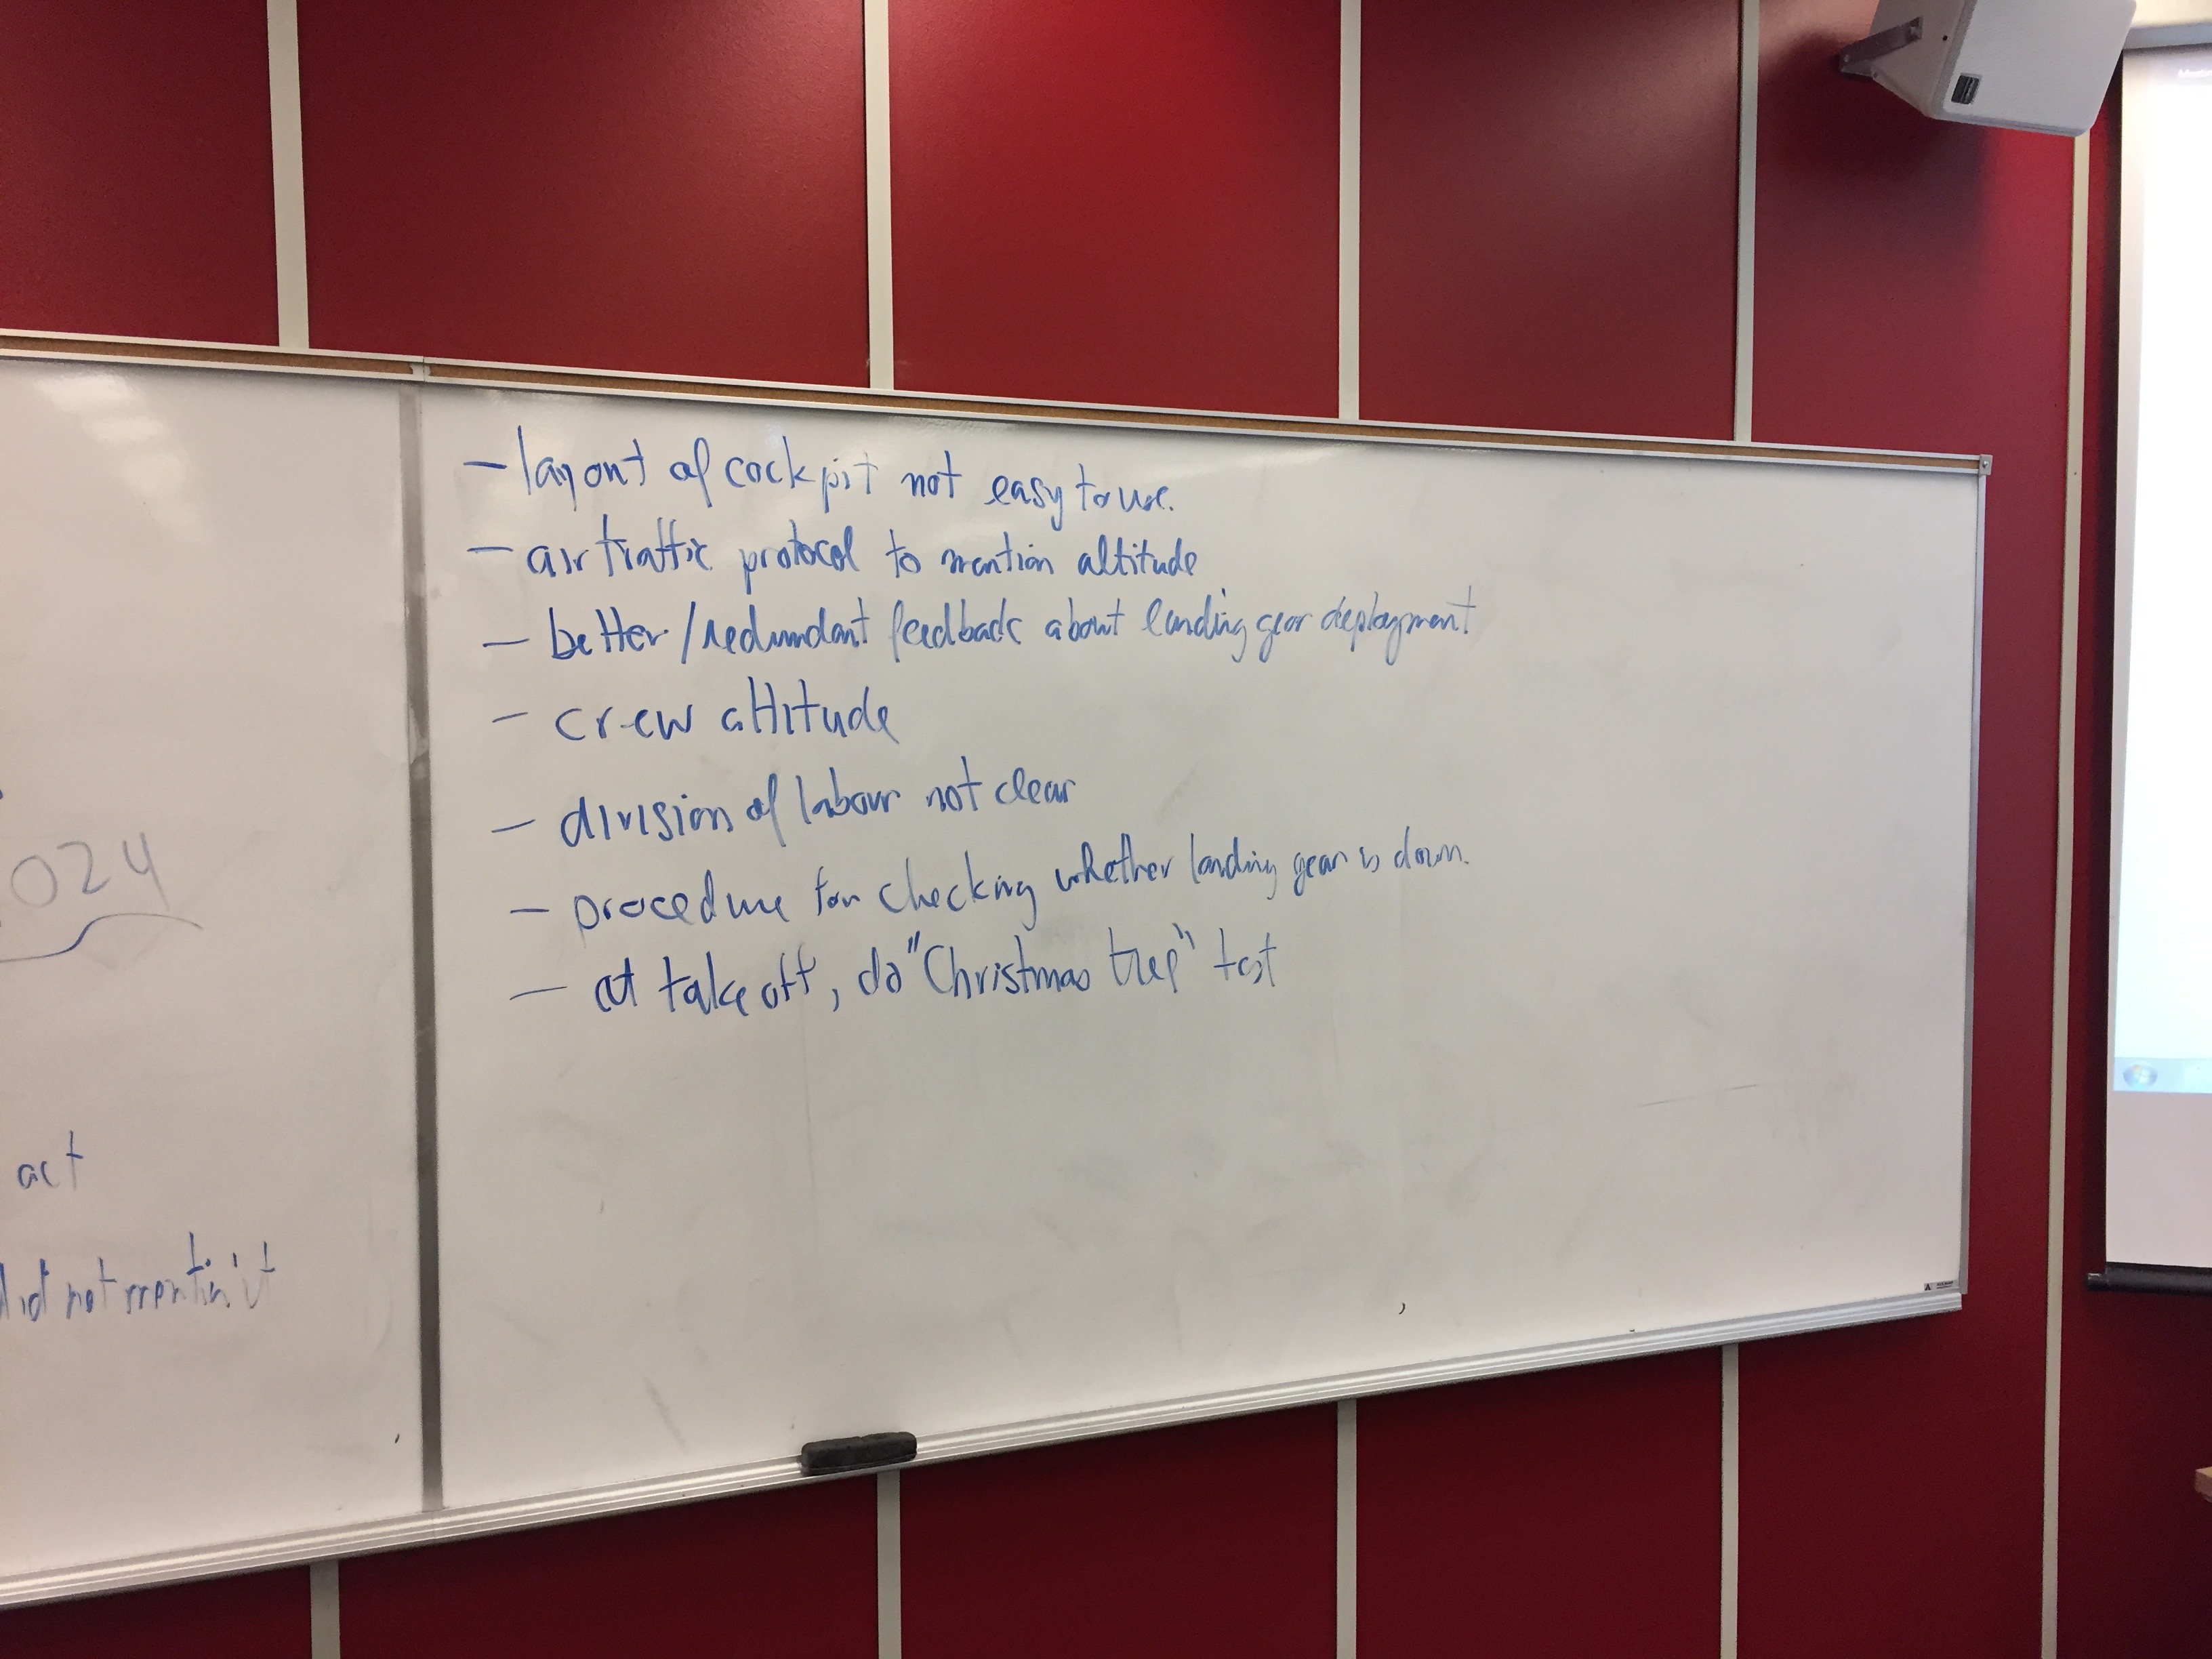 - layout of cockpit not easy to use.
- air traffic protocol to mention altitude
- better/redundant feedback about landing gear deployment
- crew attitude
- division of labour not clear
- procedure for checking whether landing gear is down.
- at take off, do "Christmas tree" test
024
act
did not mention it